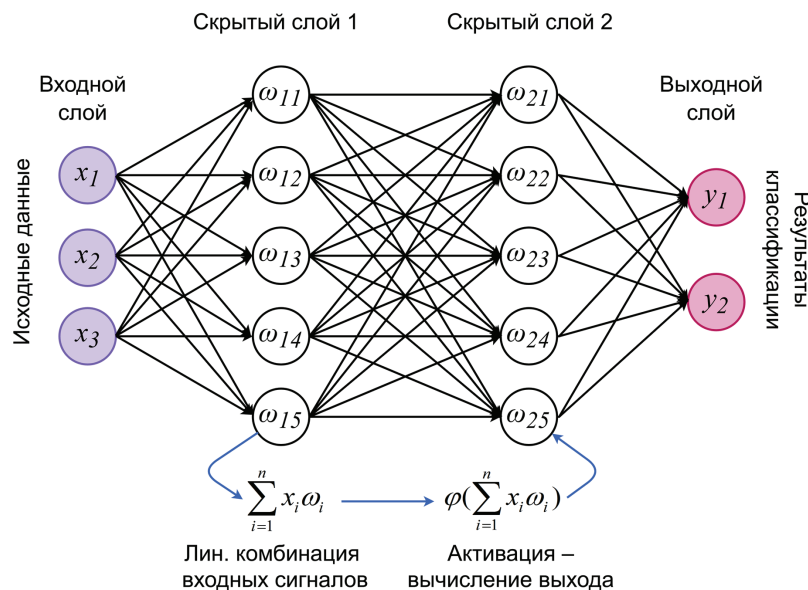 Скрытый слой 1
Скрытый слой 2
Входной
слой
Выходной
слой
Исходные данные
x1
x2
x3
ω11
ω12
ω13
ω14
ω15
ω21
ω22
ω23
ω24
ω25
y1
y2
Результаты
классификации
n
∑ xiωi
i=1
n
φ(∑ xiωi)
i=1
Лин. комбинация
входных сигналов
Активация –
вычисление выхода